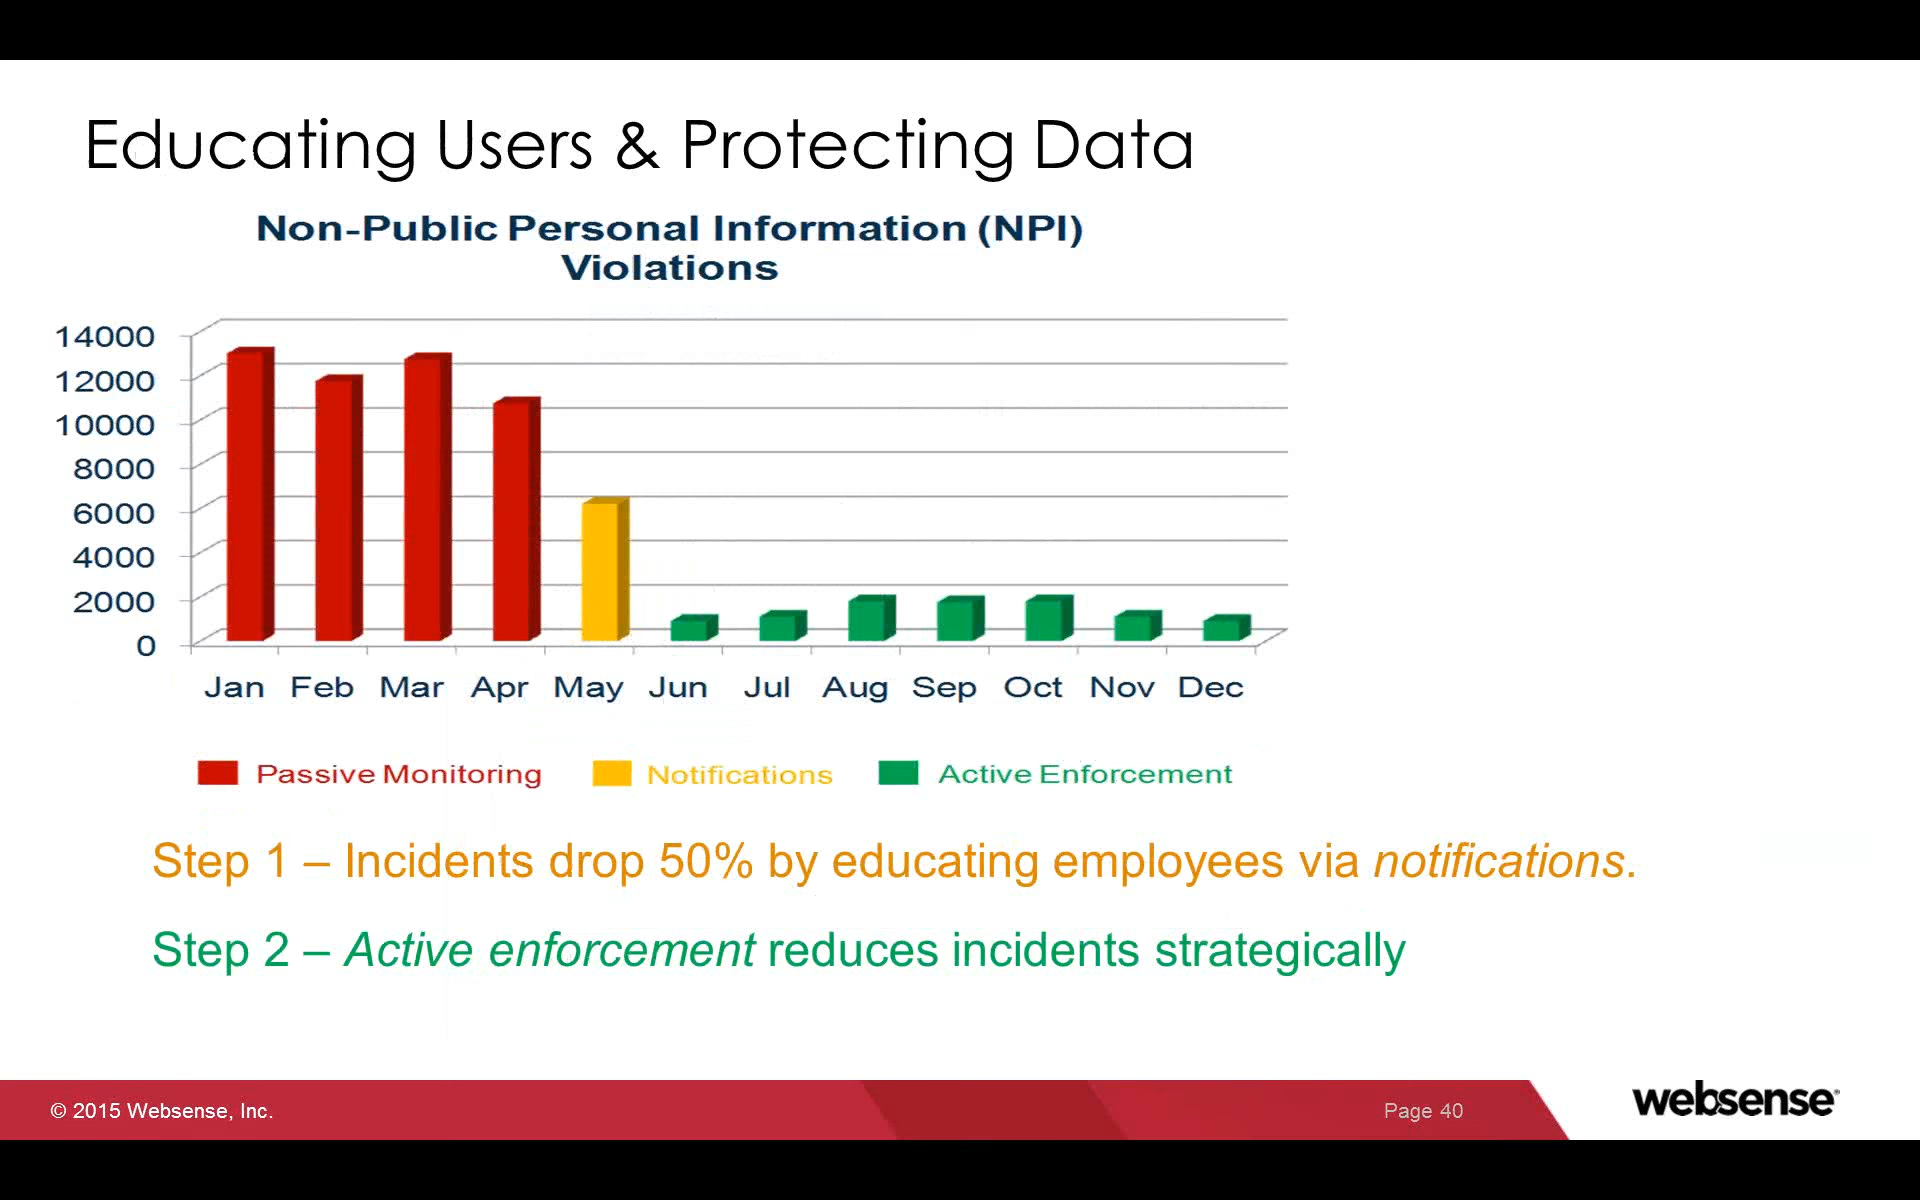 Educating Users & Protecting Data
Non-Public Personal Information (NPI)
Violations
14000
12000
10000
8000
6000
4000
2000
0
Jan Feb Mar Apr May Jun Jul Aug Sep Oct Nov Dec
Passive Monitoring Notifications Active Enforcement
Step 1 – Incidents drop 50% by educating employees via notifications.
Step 2 – Active enforcement reduces incidents strategically
© 2015 Websense, Inc.
Page 40
websense